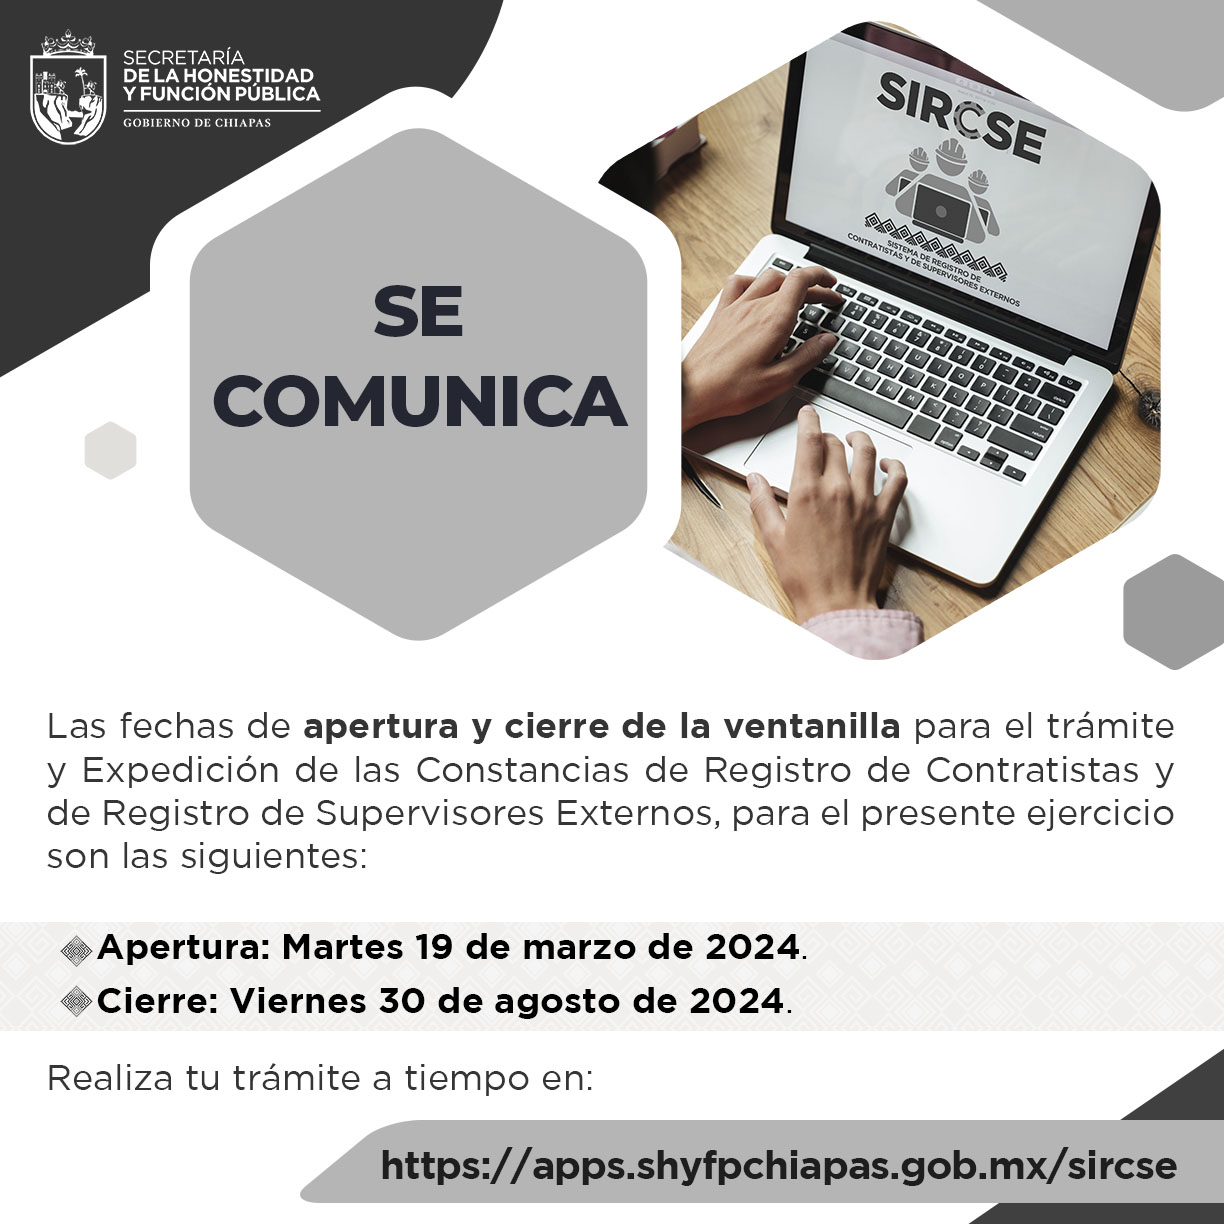 SECRETARÍA
DE LA HONESTIDAD
Y FUNCIÓN PÚBLICA
GOBIERNO DE CHIAPAS
SIRCSE
SISTEMA DE REGISTRO DE
CONTRATISTAS Y DE SUPERVISORES EXTERNOS
SE
COMUNICA
Las fechas de apertura y cierre de la ventanilla para el trámite
y Expedición de las Constancias de Registro de Contratistas y
de Registro de Supervisores Externos, para el presente ejercicio
son las siguientes:
Apertura: Martes 19 de marzo de 2024.
Cierre: Viernes 30 de agosto de 2024.
Realiza tu trámite a tiempo en:
https://apps.shyfpchiapas.gob.mx/sircse